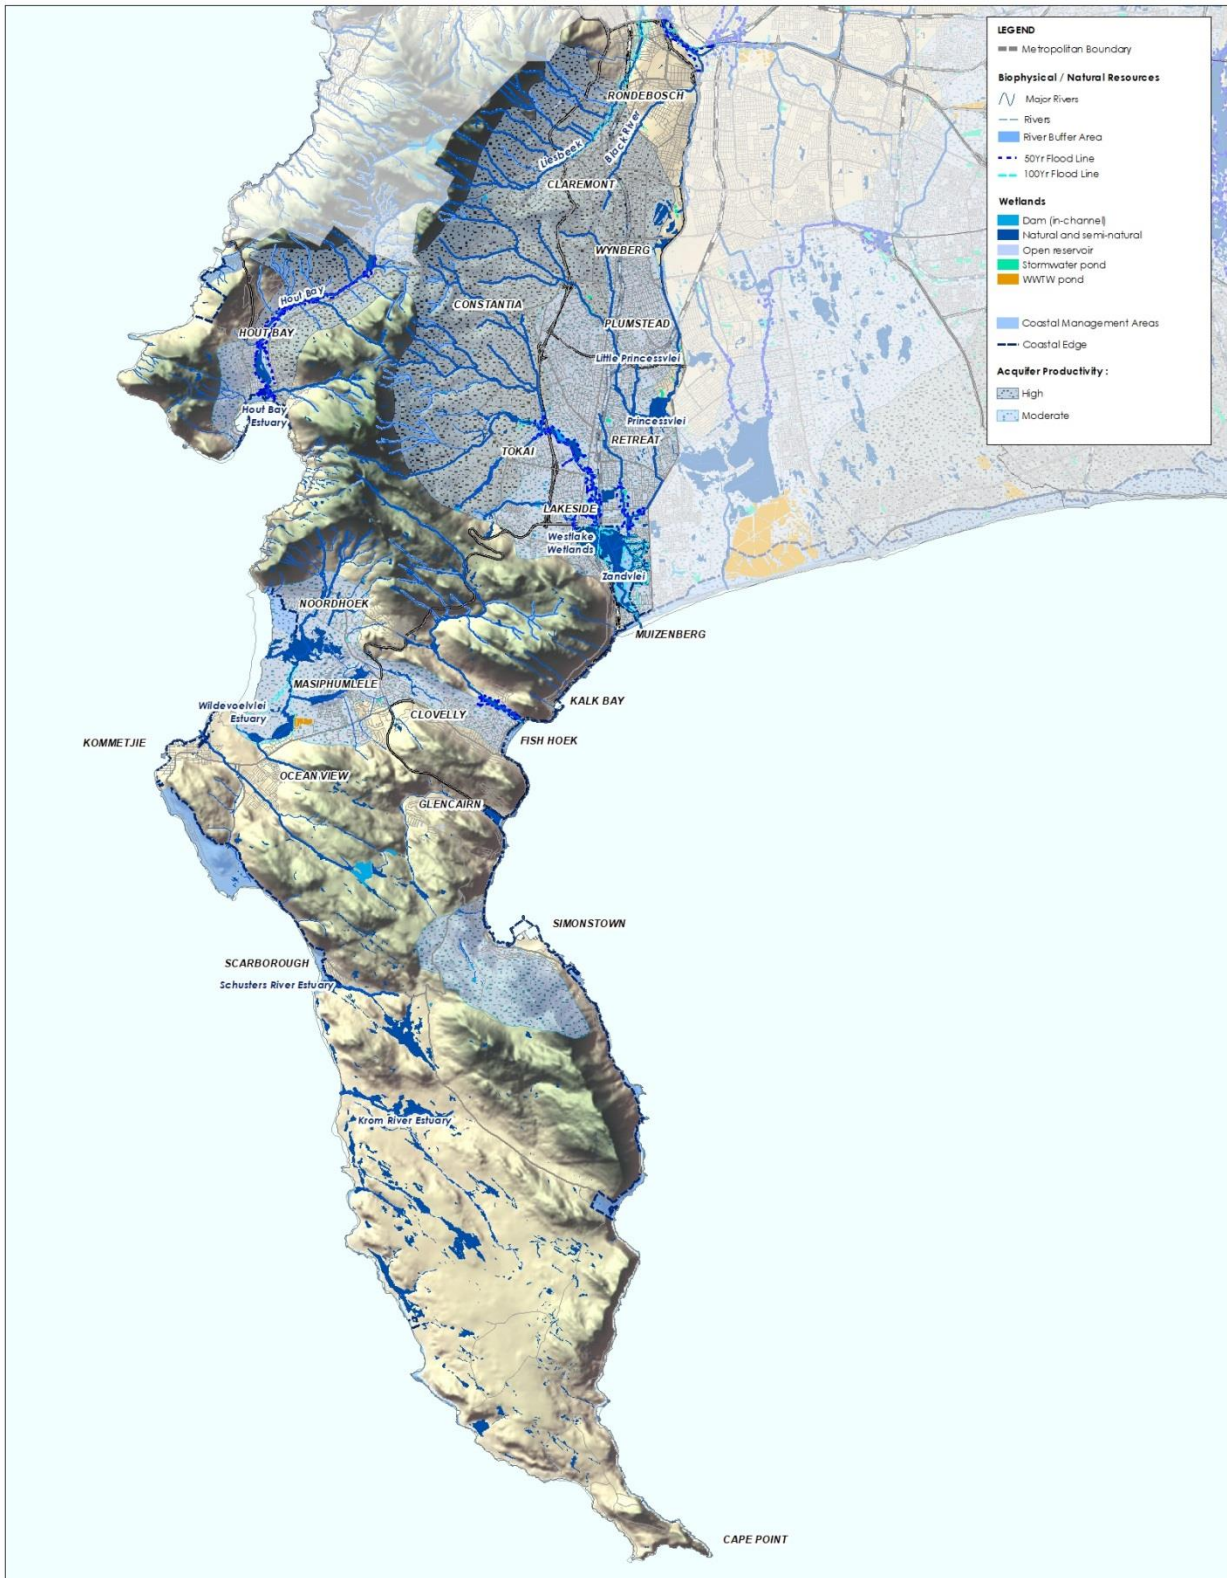 LEGEND
Metropolitan Boundary
Biophysical / Natural Resources
Major Rivers
Rivers
River Buffer Area
50Yr Flood Line
100Yr Flood Line
Wetlands
Dam (in-channel)
Natural and semi-natural
Open reservoir
Stormwater pond
WWTW pond
Coastal Management Areas
Coastal Edge
Acquifer Productivity :
High
Moderate
RONDEBOSCH
Black River
Liesbeek
CLAREMONT
WYNBERG
Hout Bay
CONSTANTIA
HOUT BAY
PLUMSTEAD
Little Princessvlei
Hout Bay
Estuary
Princessvlei
RETREAT
TOKAI
LAKESIDE
Westlake
Wetlands
Zandvlei
NOORDHOEK
MUIZENBERG
MASIPHUMLELE
KALK BAY
Wildevoelvlei
Estuary
CLOVELLY
KOMMETJIE
FISH HOEK
OCEAN VIEW
GLENCAIRN
SIMONSTOWN
SCARBOROUGH
Schusters River Estuary
Krom River Estuary
CAPE POINT